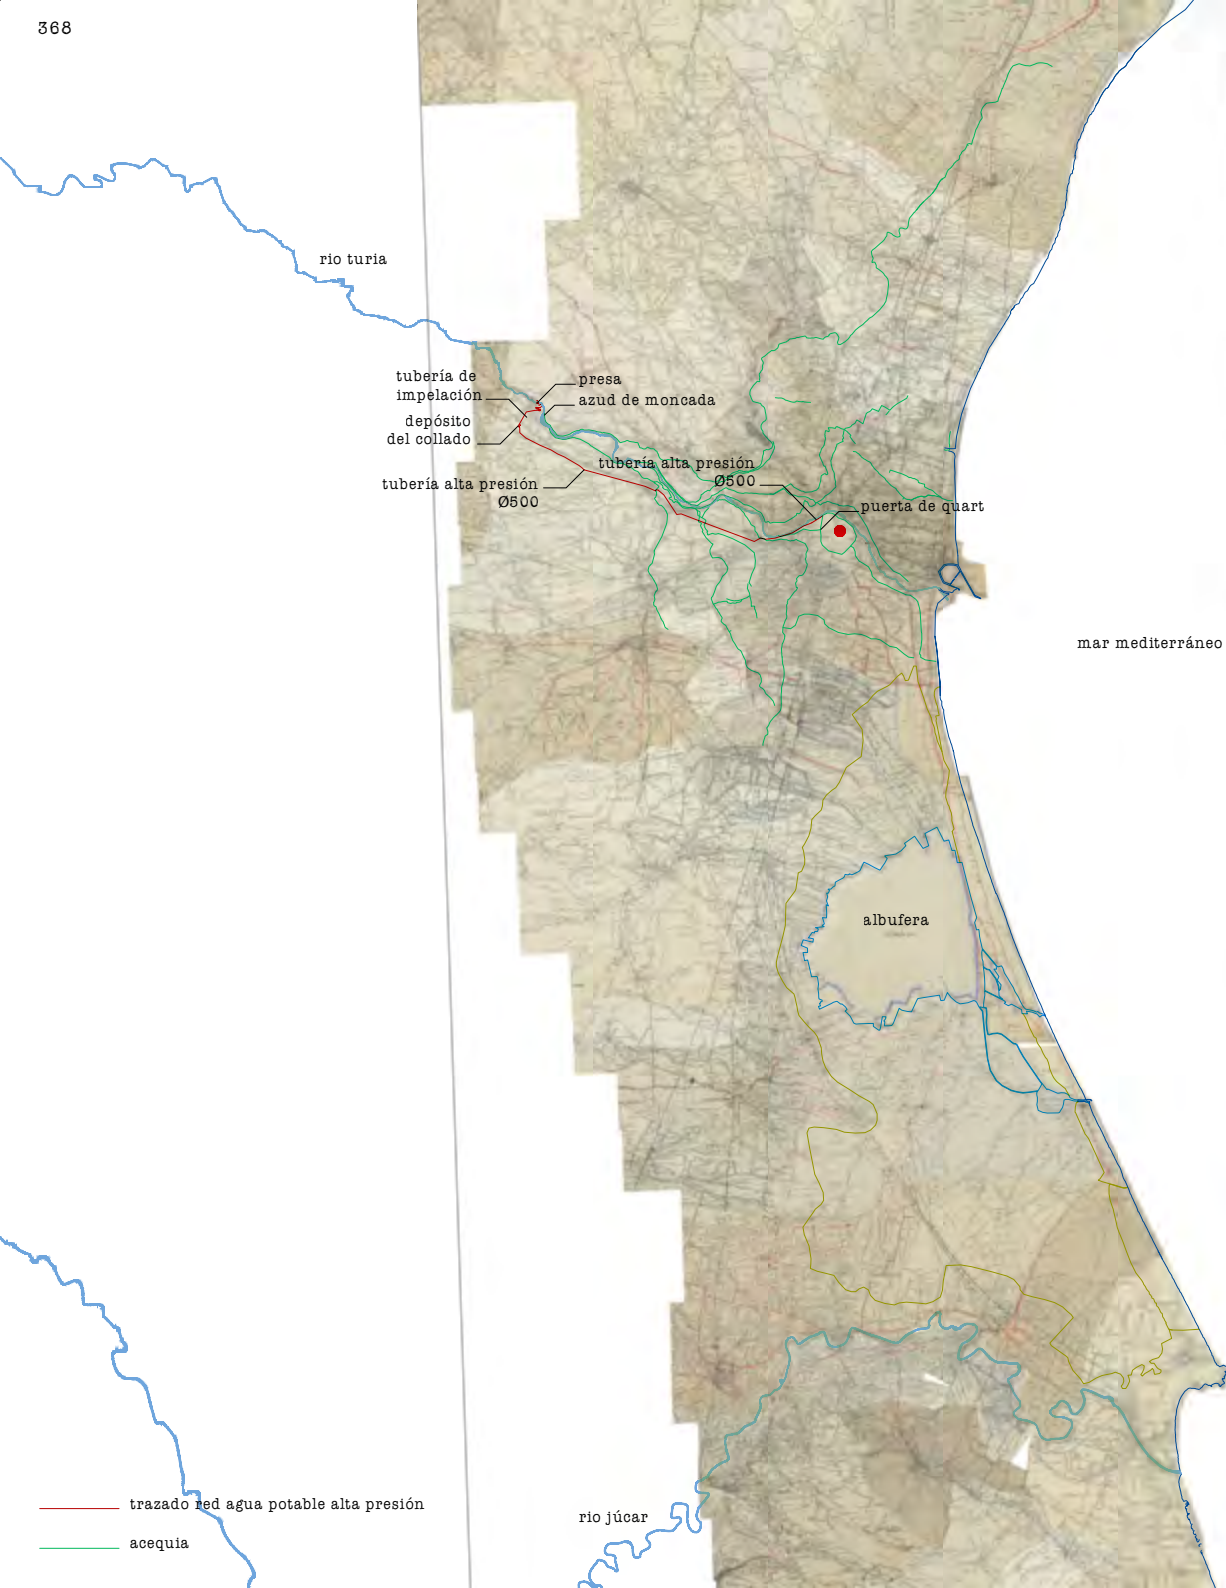 368
rio turia
tubería de
impelación
presa
azud de moncada
depósito
del collado
tubería alta presión
Ø500
tubería alta presión
Ø500
puerta de quart
mar mediterráneo
albufera
trazado red agua potable alta presión
rio júcar
acequia